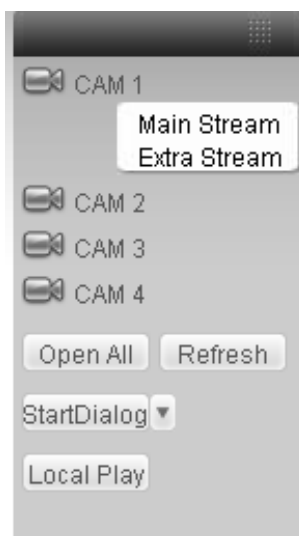 CAM 1
Main Stream
Extra Stream
CAM 2
CAM 3
CAM 4
Open All Refresh
StartDialog
Local Play